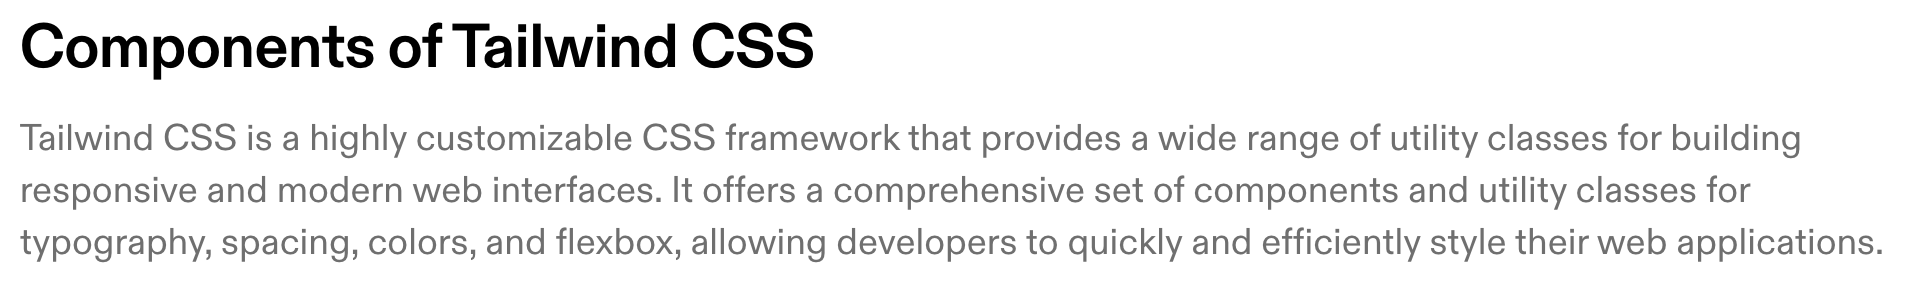 Components of Tailwind CSS
Tailwind CSS is a highly customizable CSS framework that provides a wide range of utility classes for building
responsive and modern web interfaces. It offers a comprehensive set of components and utility classes for
typography, spacing, colors, and flexbox, allowing developers to quickly and efficiently style their web applications.